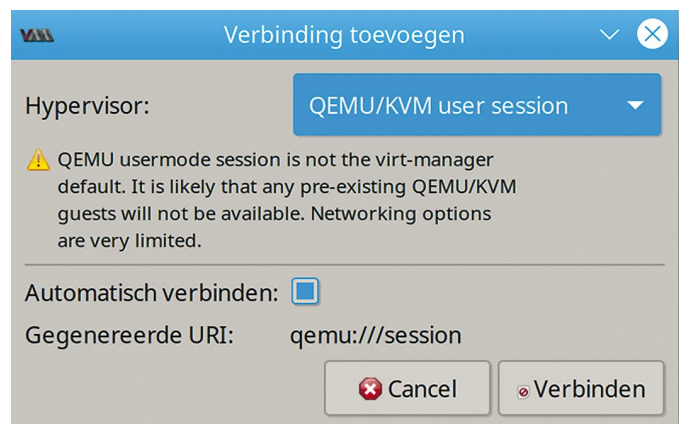 Verbinding toevoegen
Hypervisor: QEMU/KVM user session
QEMU usermode session is not the virt-manager
default. It is likely that any pre-existing QEMU/KVM
guests will not be available. Networking options
are very limited.
Automatisch verbinden:
Gegenereerde URI: qemu:///session
Cancel Verbinden